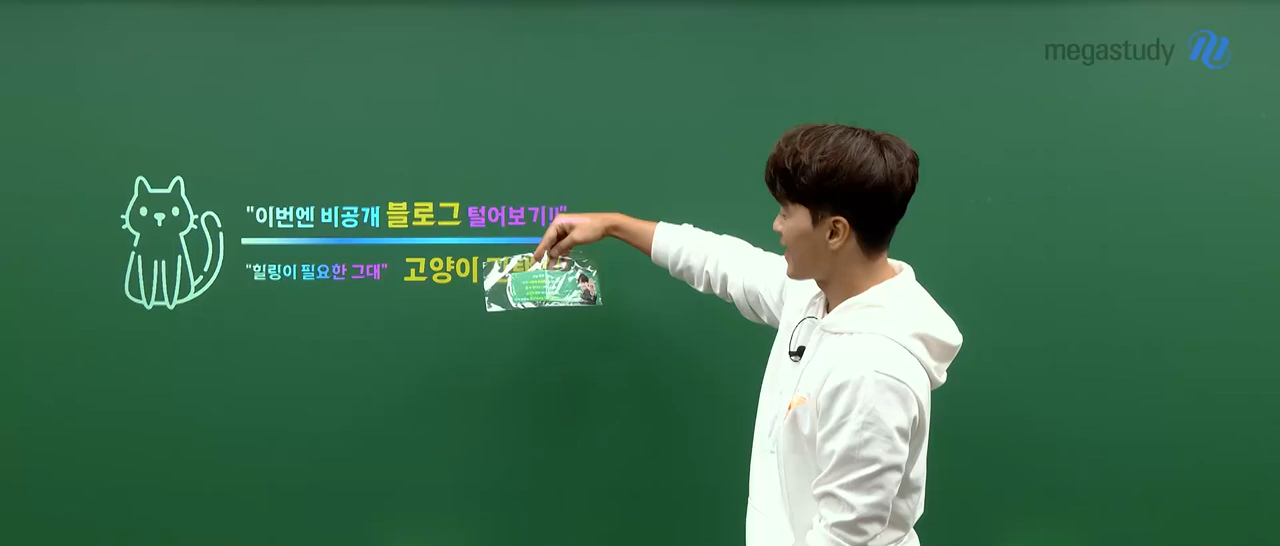 megastudy
"이번엔 비공개 블로그 털어보기!!"
"힐링이 필요한 그대" 고양이